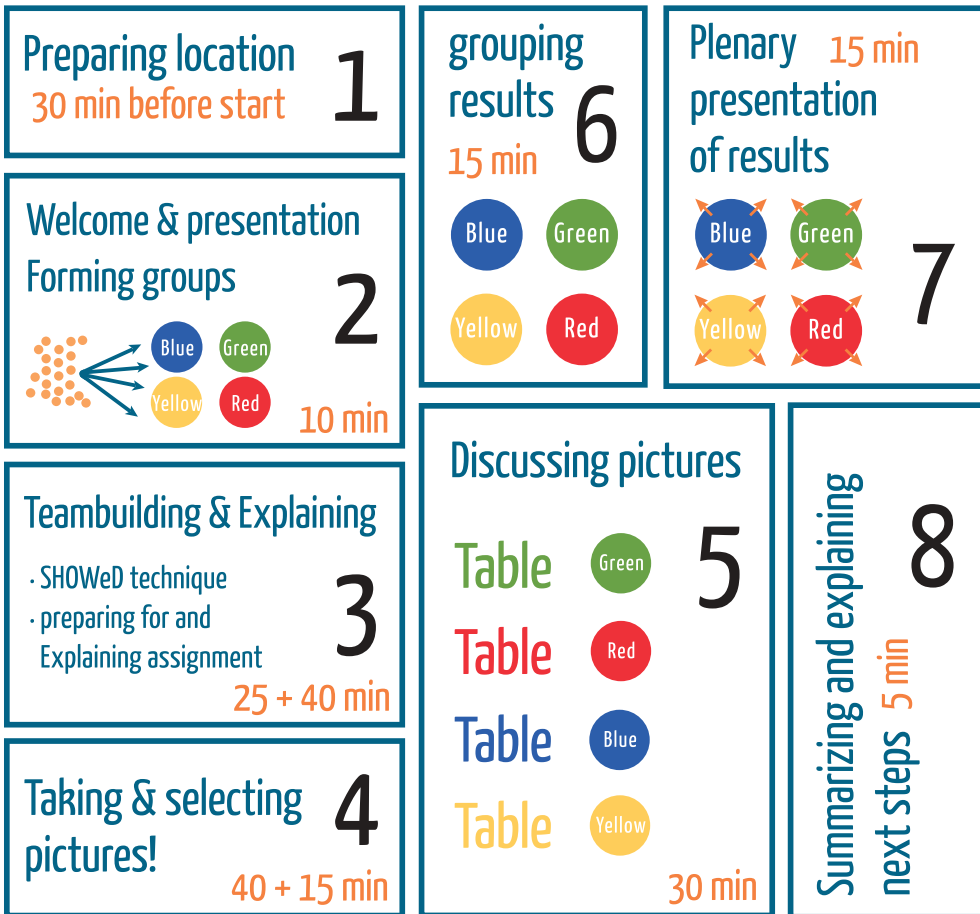 Preparing location
30 min before start
1
Welcome & presentation
Forming groups
2
Blue
Green
Yellow
Red
10 min
Teambuilding & Explaining
· SHOWeD technique
· preparing for and
Explaining assignment
3
25 + 40 min
Taking & selecting
pictures!
4
40 + 15 min
Discussing pictures
5
Table Green
Table Red
Table Blue
Table Yellow
30 min
grouping
results
6
15 min
Blue
Green
Yellow
Red
Plenary 15 min
presentation
of results
7
Blue
Green
Yellow
Red
8
Summarizing and explaining
next steps 5 min